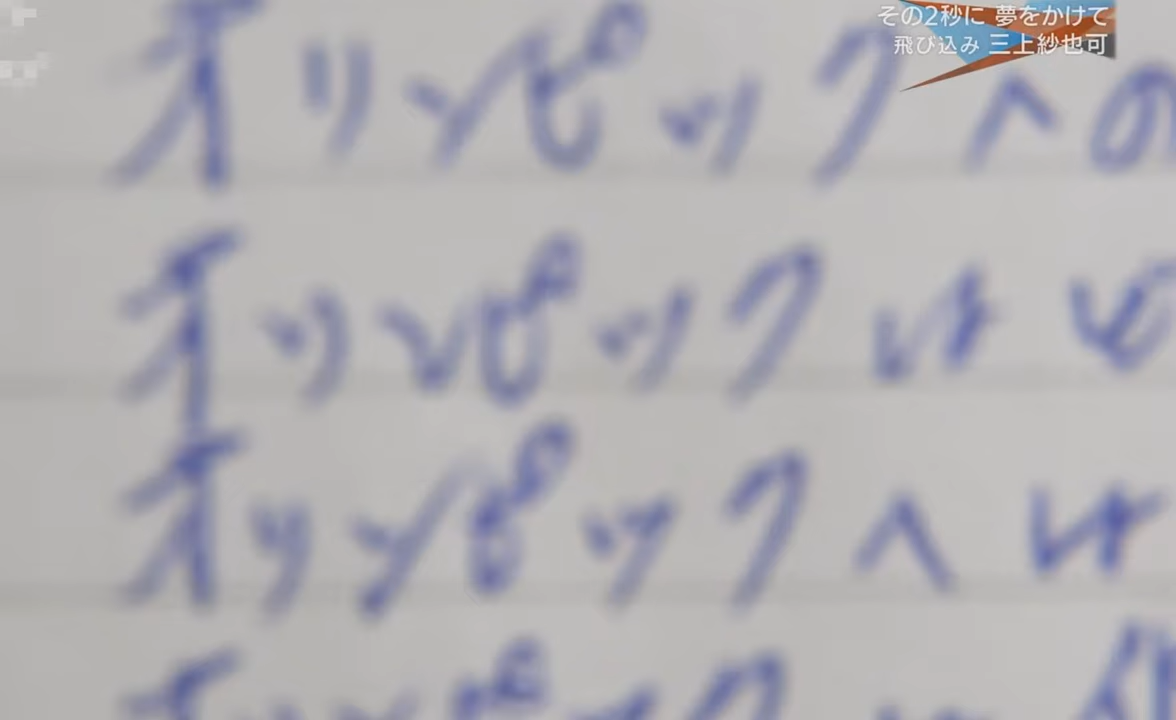 その2秒に 夢をかけて
飛び込み 三上紗也可
オリンピックへの
オリンピックは
オリンピックへ